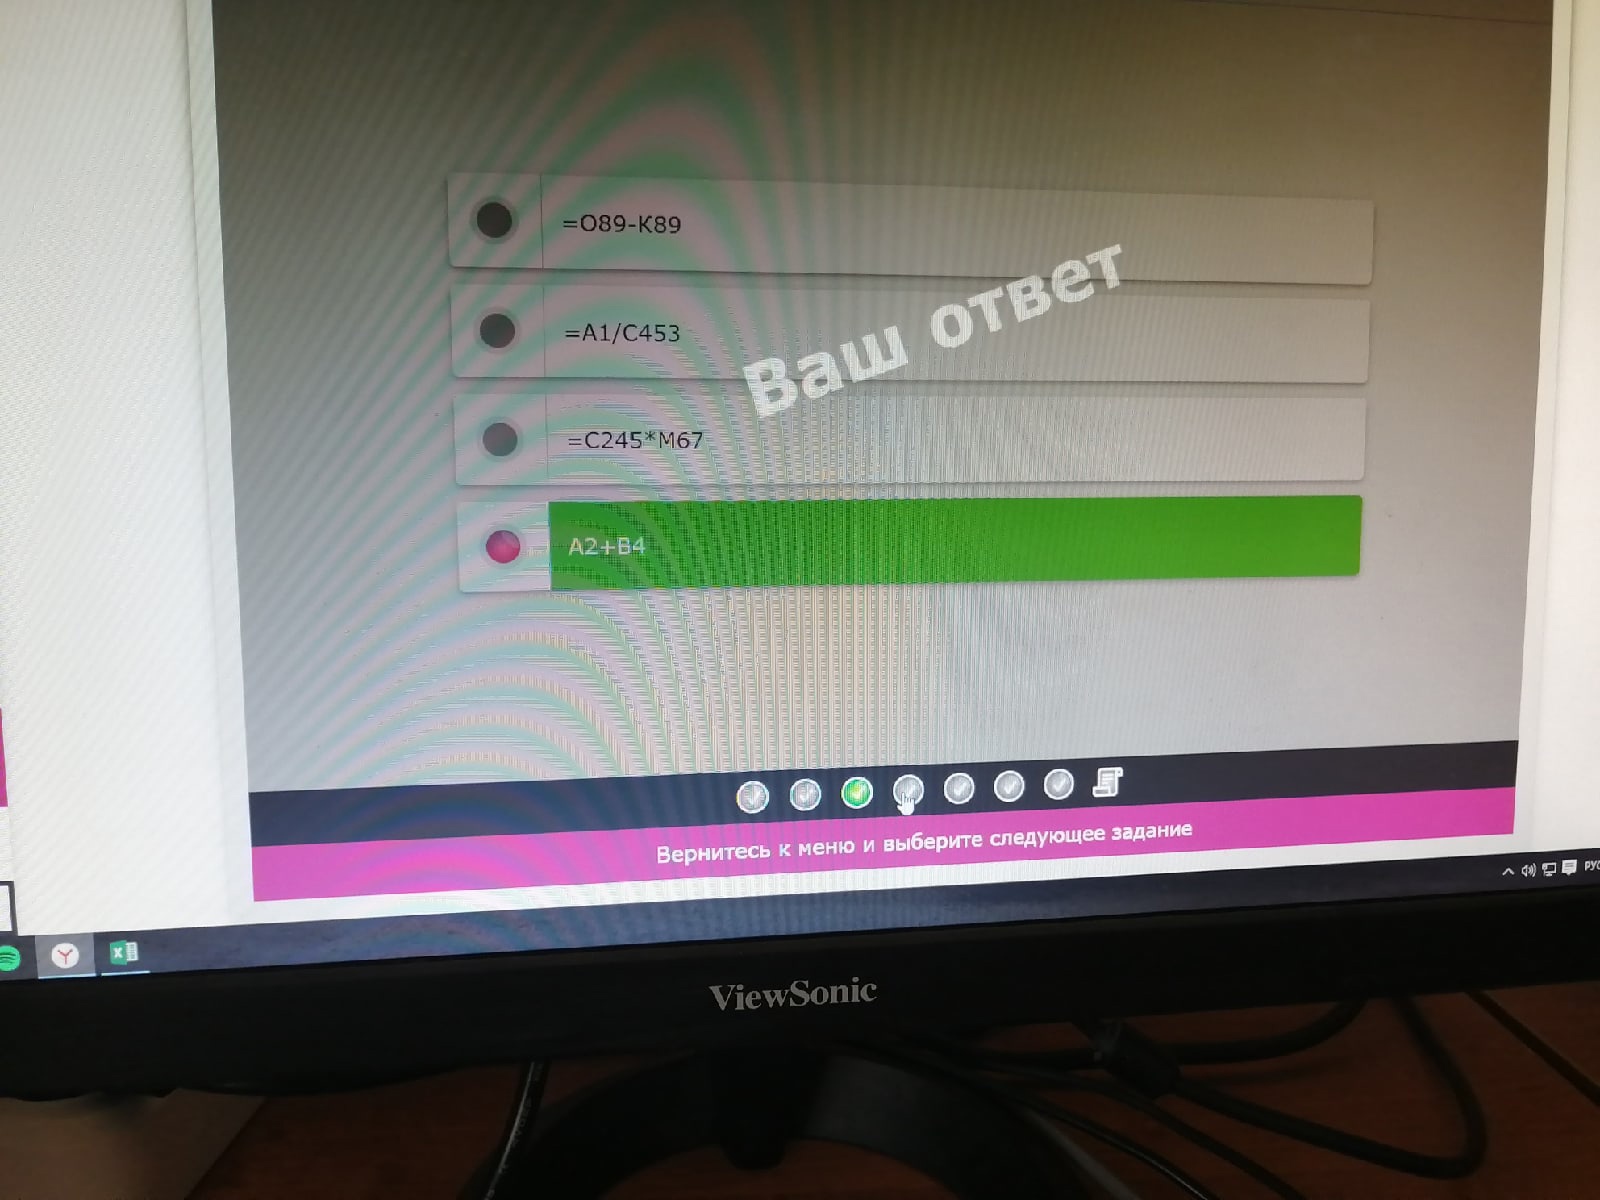 =O89-K89
=A1/C453
=C245*M67
A2+B4
Ваш ответ
Вернитесь к меню и выберите следующее задание
РУС
ViewSonic